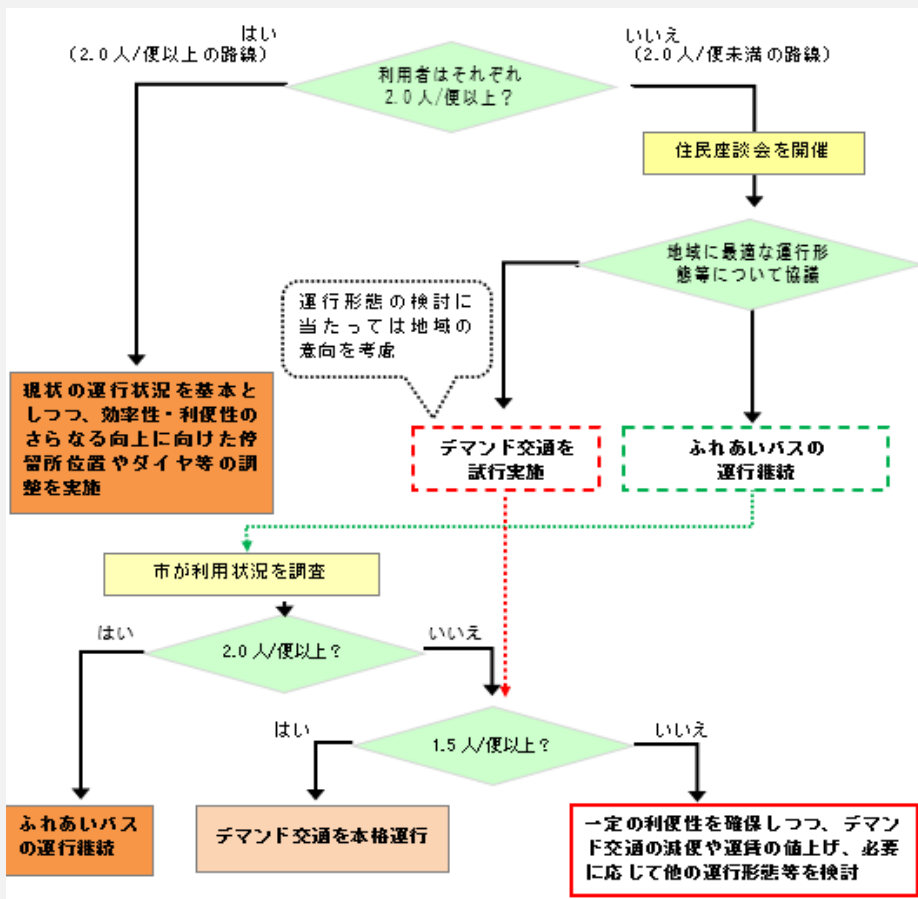 はい
(2.0人/便以上の路線)
いいえ
(2.0人/便未満の路線)
利用者はそれぞれ
2.0人/便以上?
住民座談会を開催
地域に最適な運行形
態等について協議
運行形態の検討に
当たっては地域の
意向を考慮
現状の運行状況を基本と
しつつ、効率性・利便性の
さらなる向上に向けた停
留所位置やダイヤ等の調
整を実施
デマンド交通を
試行実施
ふれあいバスの
運行継続
市が利用状況を調査
はい
いいえ
2.0人/便以上?
はい
いいえ
1.5人/便以上?
ふれあいバス
の運行継続
デマンド交通を本格運行
一定の利便性を確保しつつ、デマン
ド交通の減便や運賃の値上げ、必要
に応じて他の運行形態等を検討